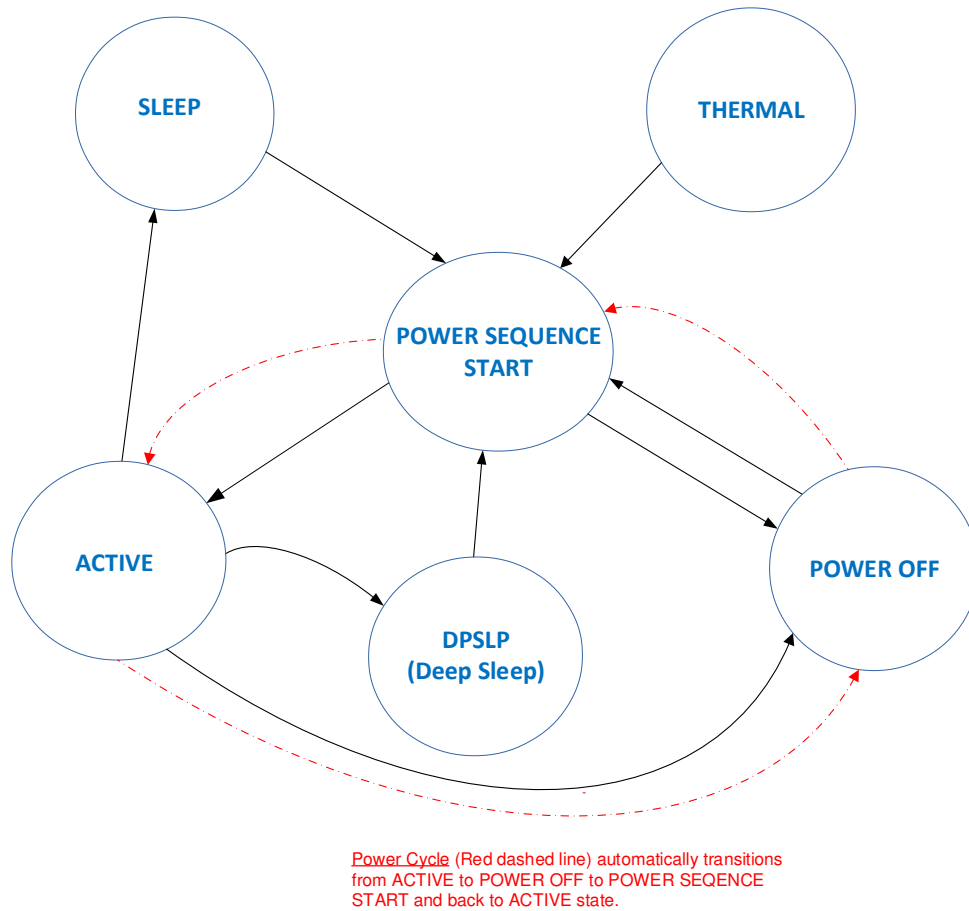 SLEEP
THERMAL
POWER SEQUENCE
START
ACTIVE
POWER OFF
DPSLP
(Deep Sleep)
Power Cycle (Red dashed line) automatically transitions
from ACTIVE to POWER OFF to POWER SEQENCE
START and back to ACTIVE state.